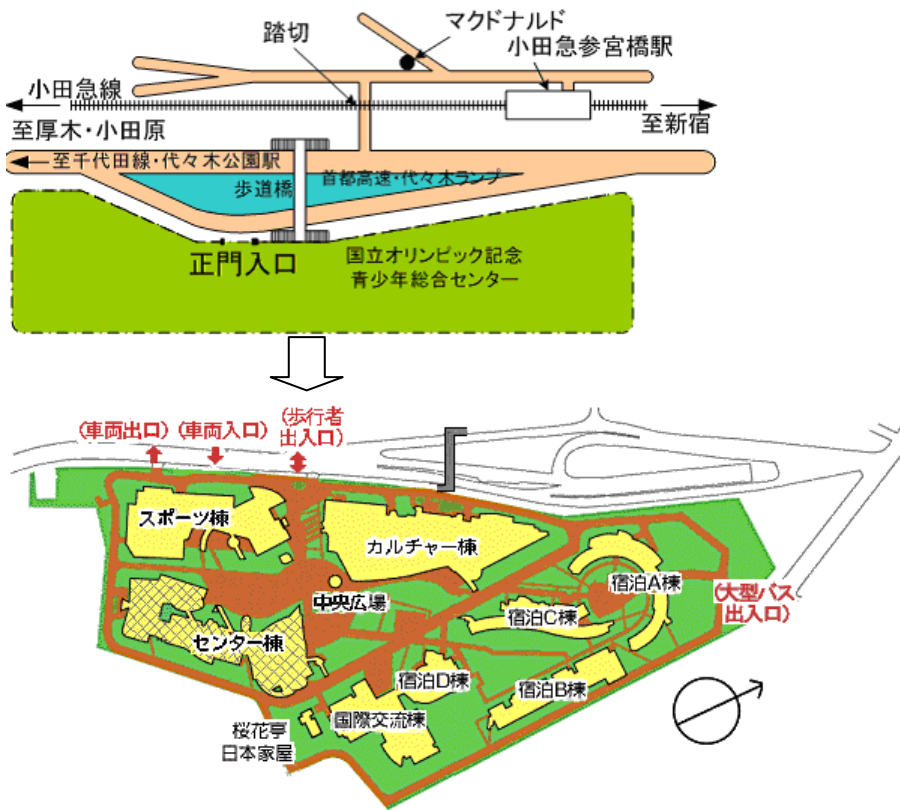 踏切
マクドナルド
小田急参宮橋駅
小田急線
至厚木・小田原
至新宿
至千代田線・代々木公園駅
歩道橋
首都高速・代々木ランプ
正門入口
国立オリンピック記念
青少年総合センター
(車両出口)
(車両入口)
(歩行者
出入口)
スポーツ棟
カルチャー棟
中央広場
宿泊A棟
(大型バス
出入口)
宿泊C棟
センター棟
宿泊D棟
宿泊B棟
国際交流棟
桜花亭
日本家屋